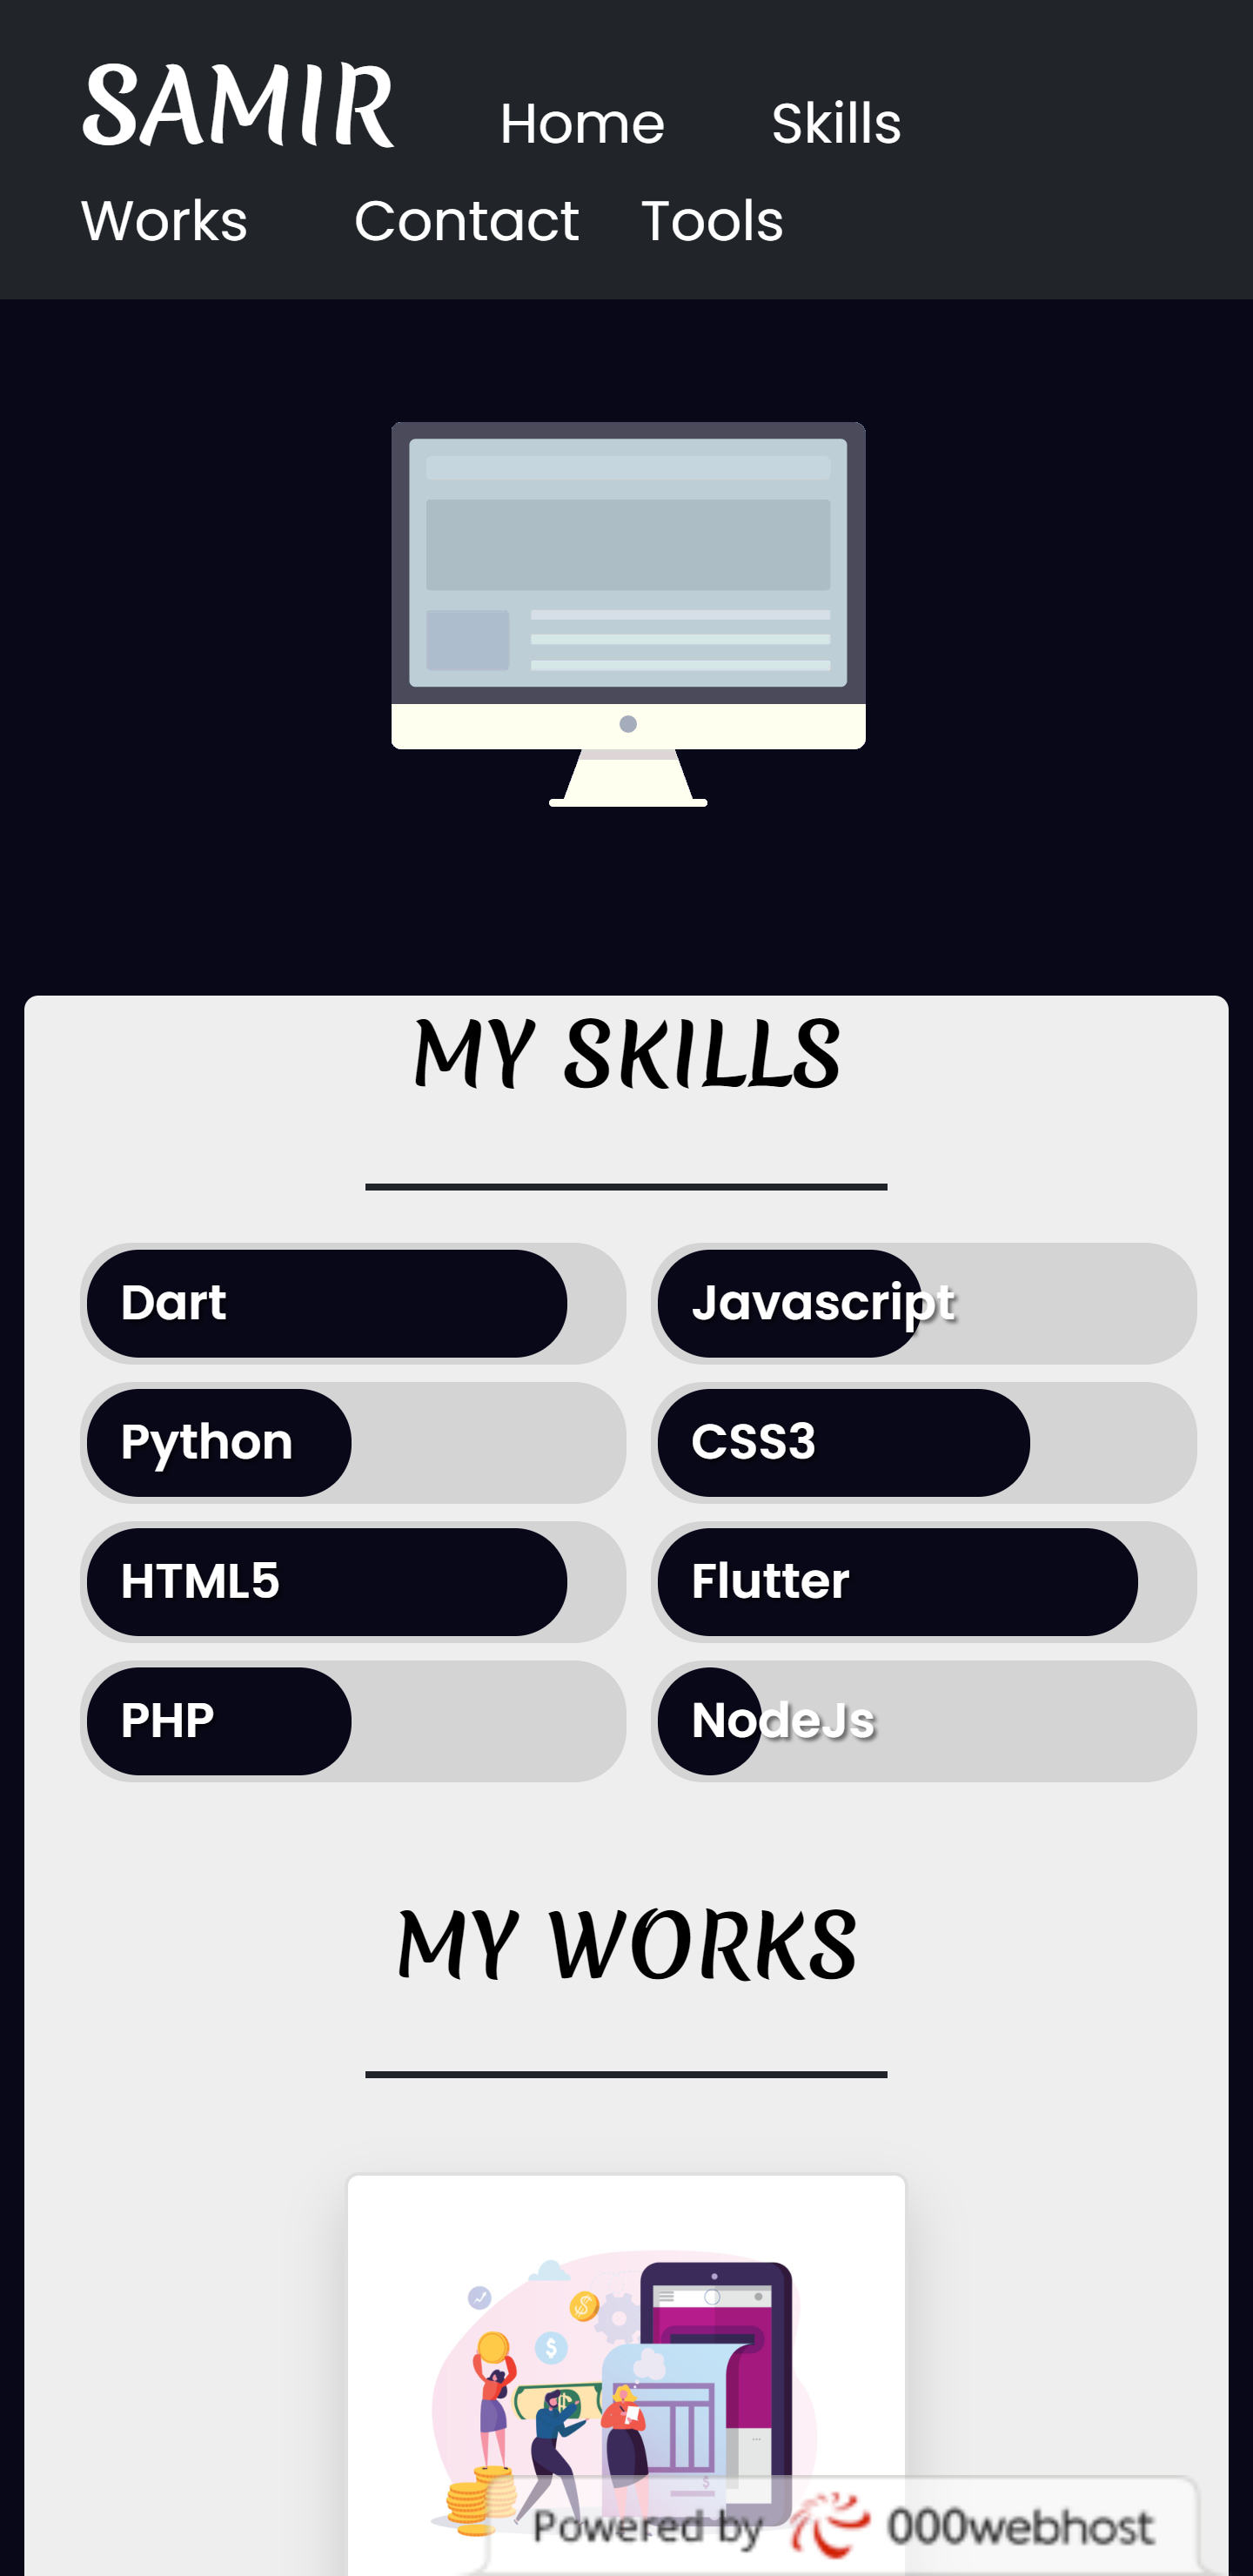 SAMIR Home Skills
Works Contact Tools
MY SKILLS
Dart Javascript
Python CSS3
HTML5 Flutter
PHP NodeJs
MY WORKS
Powered by 000webhost